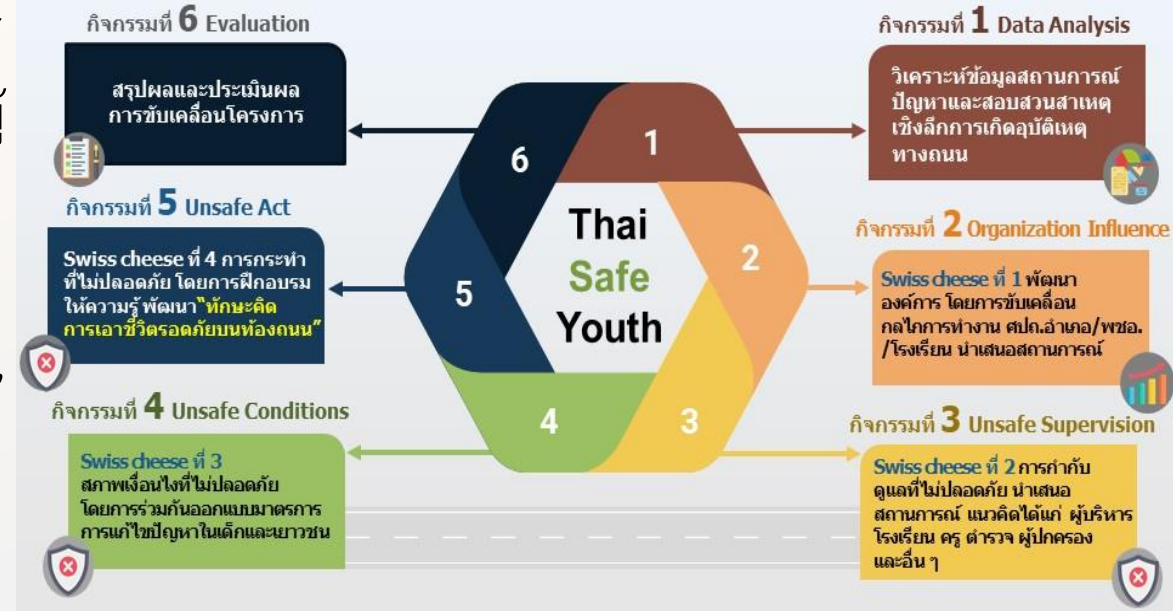 กิจกรรมที่ 6 Evaluation
สรุปผลและประเมินผล
การขับเคลื่อนโครงการ
กิจกรรมที่ 1 Data Analysis
วิเคราะห์ข้อมูลสถานการณ์
ปัญหาและสอบสวนสาเหตุ
เชิงลึกการเกิดอุบัติเหตุ
ทางถนน
6
1
กิจกรรมที่ 5 Unsafe Act
Swiss cheese ที่ 4 การกระทำ
ที่ไม่ปลอดภัย โดยการฝึกอบรม
ให้ความรู้ พัฒนา"ทักษะคิด
การเอาชีวิตรอดภัยบนท้องถนน"
5
Thai
Safe
Youth
2
กิจกรรมที่ 2 Organization Influence
Swiss cheese ที่ 1 พัฒนา
องค์การ โดยการขับเคลื่อน
กลไกการทำงาน ศปถ.อำเภอ/พชอ.
/โรงเรียน นำเสนอสถานการณ์
กิจกรรมที่ 4 Unsafe Conditions
Swiss cheese ที่ 3
สภาพเงื่อนไขที่ไม่ปลอดภัย
โดยการร่วมกันออกแบบมาตรการ
การแก้ไขปัญหาในเด็กและเยาวชน
4
3
กิจกรรมที่ 3 Unsafe Supervision
Swiss cheese ที่ 2 การกำกับ
ดูแลที่ไม่ปลอดภัย นำเสนอ
สถานการณ์ แนวคิดได้แก่ ผู้บริหาร
โรงเรียน ครู ตำรวจ ผู้ปกครอง
และอื่น ๆ